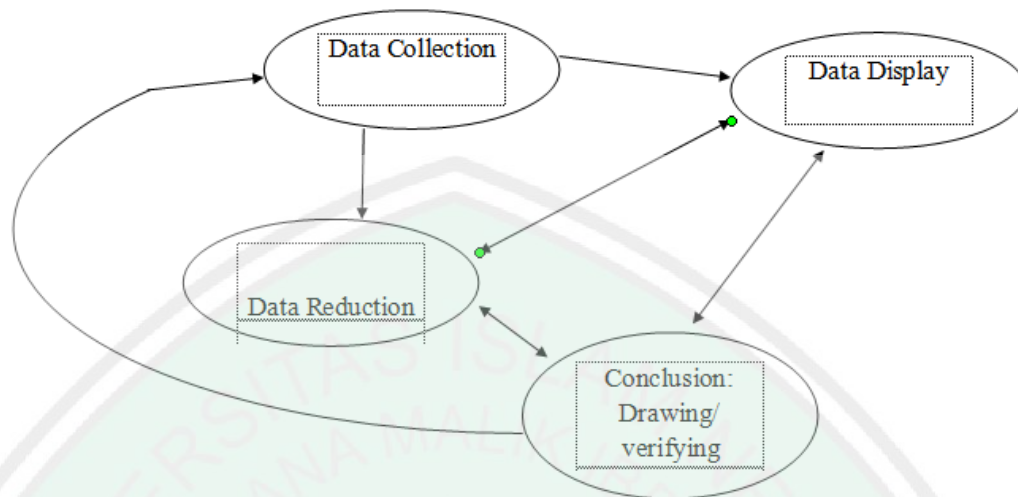 Data Collection
Data Display
Data Reduction
Conclusion:
Drawing/
verifying